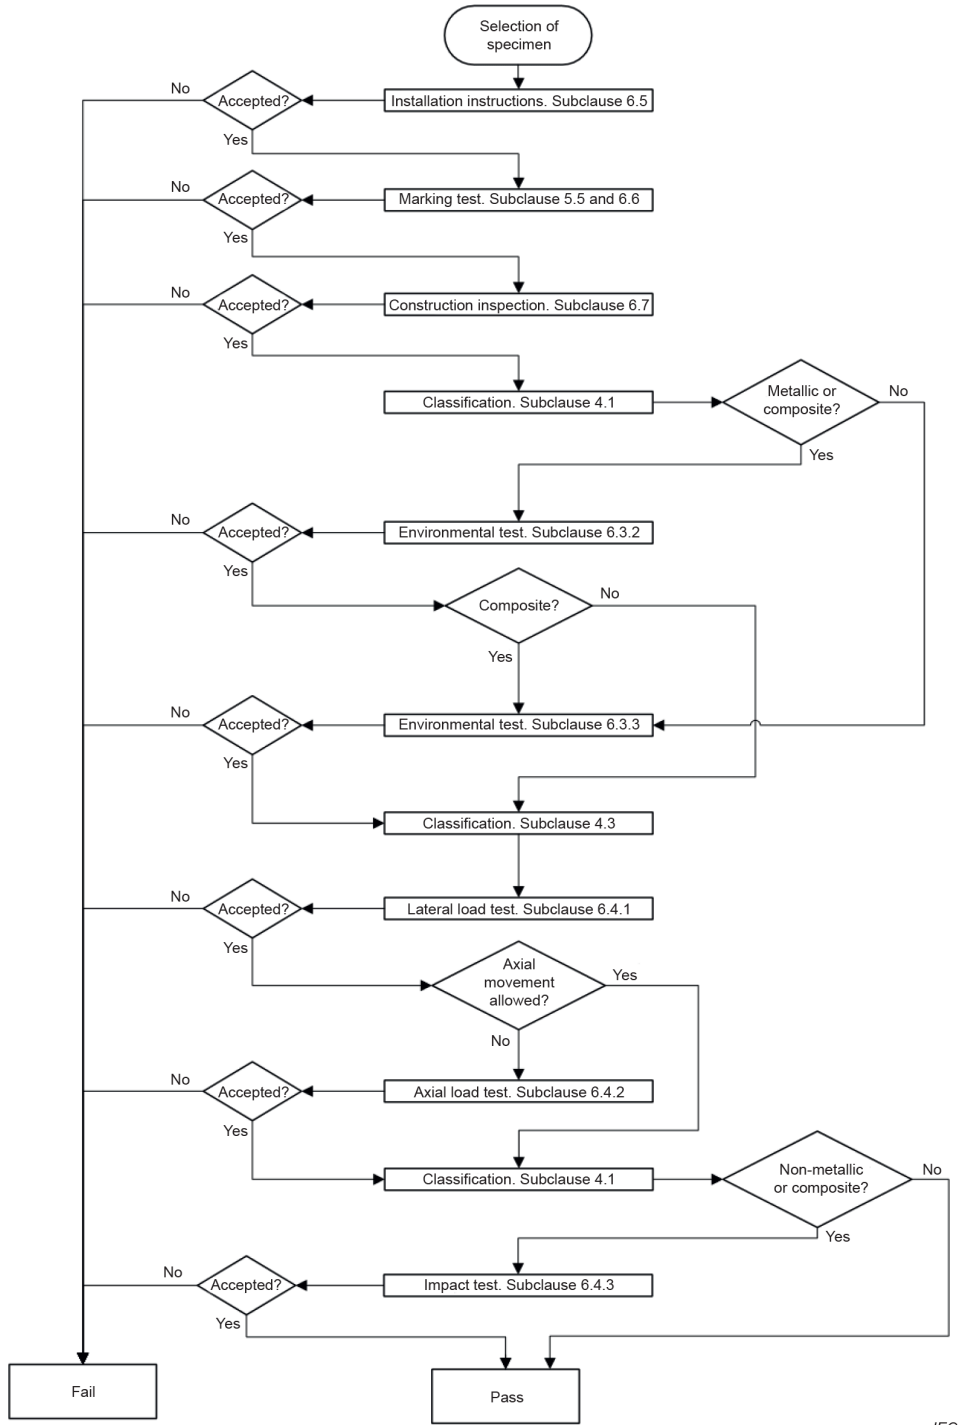 Selection of
specimen
No
Accepted?
Installation instructions. Subclause 6.5
Yes
No
Accepted?
Marking test. Subclause 5.5 and 6.6
Yes
No
Accepted?
Construction inspection. Subclause 6.7
Yes
Classification. Subclause 4.1
Metallic or
composite?
No
Yes
No
Accepted?
Environmental test. Subclause 6.3.2
Yes
Composite?
No
Yes
No
Accepted?
Environmental test. Subclause 6.3.3
Yes
Classification. Subclause 4.3
No
Accepted?
Lateral load test. Subclause 6.4.1
Yes
Axial
movement
allowed?
Yes
No
No
Accepted?
Axial load test. Subclause 6.4.2
Yes
Classification. Subclause 4.1
Non-metallic
or composite?
No
Yes
No
Accepted?
Impact test. Subclause 6.4.3
Yes
Fail
Pass